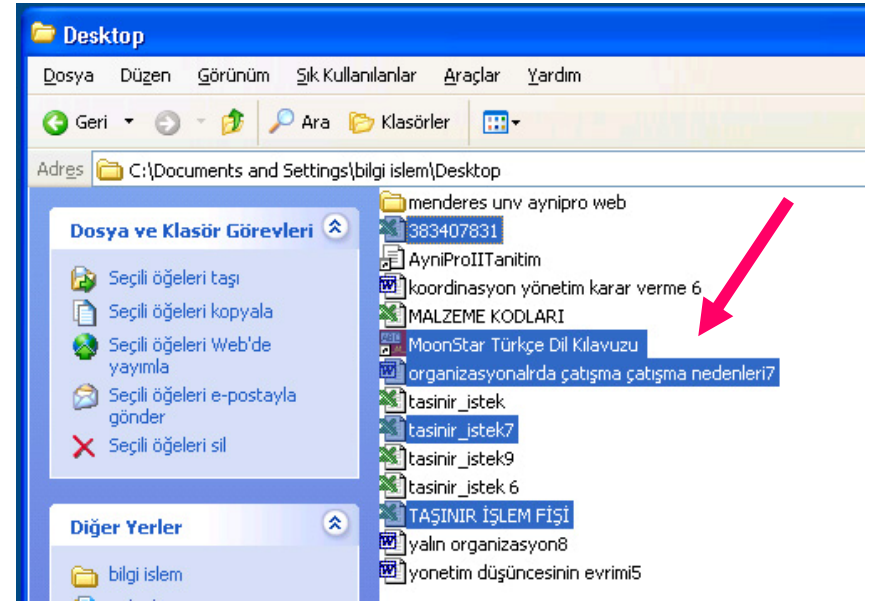 Desktop
Dosya Düzen Görünüm Sık Kullanılanlar Araçlar Yardım
Geri Ara Klasörler
Adres C:\Documents and Settings\bilgi islem\Desktop
Dosya ve Klasör Görevleri
Seçili öğeleri taşı
Seçili öğeleri kopyala
Seçili öğeleri Web'de
yayımla
Seçili öğeleri e-postayla
gönder
Seçili öğeleri sil
Diğer Yerler
bilgi islem
menderes unv aynipro web
383407831
AyniProIITanitim
koordinasyon yönetim karar verme 6
MALZEME KODLARI
MoonStar Türkçe Dil Kılavuzu
organizasyonalrda çatışma çatışma nedenleri7
tasinir_istek
tasinir_istek7
tasinir_istek9
tasinir_istek 6
TAŞINIR İŞLEM FİŞİ
yalın organizasyon8
yonetim düşüncesinin evrimi5